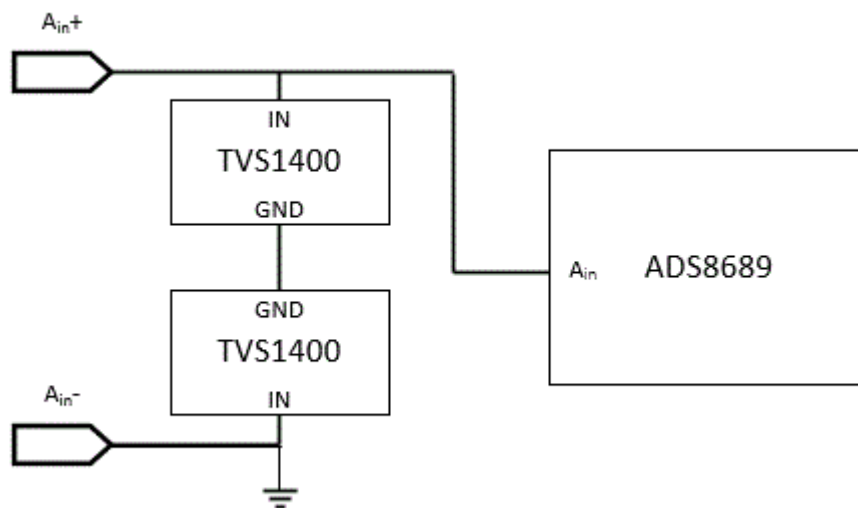 Ain+
IN
TVS1400
GND
Ain ADS8689
GND
TVS1400
IN
Ain-